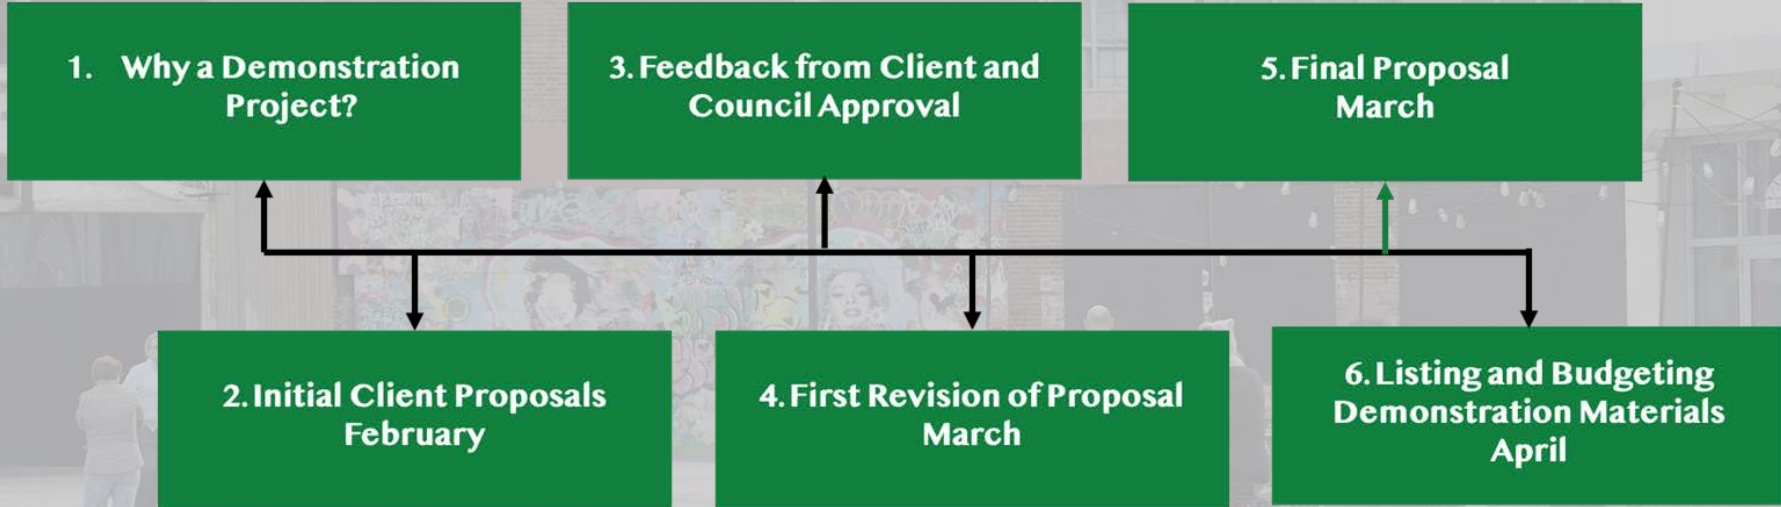 1. Why a Demonstration
Project?
2. Initial Client Proposals
February
3. Feedback from Client and
Council Approval
4. First Revision of Proposal
March
5. Final Proposal
March
6. Listing and Budgeting
Demonstration Materials
April